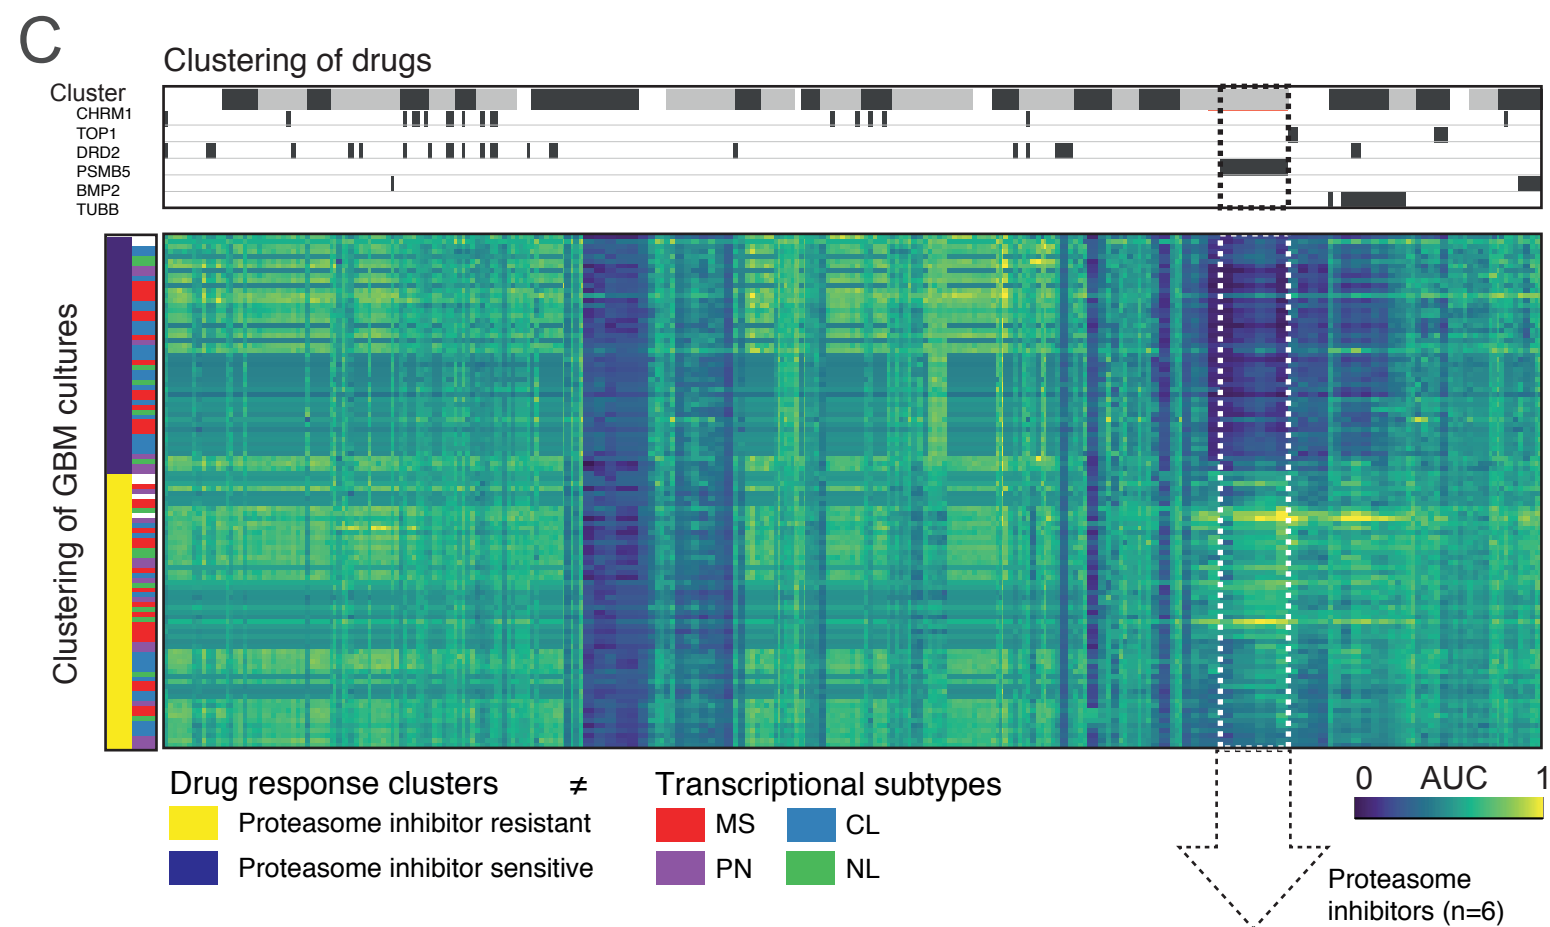 C
Clustering of drugs
Cluster
CHRM1
TOP1
DRD2
PSMB5
BMP2
TUBB
Clustering of GBM cultures
Drug response clusters ≠ Transcriptional subtypes
Proteasome inhibitor resistant
Proteasome inhibitor sensitive
MS CL
PN NL
0 AUC 1
Proteasome
inhibitors (n=6)